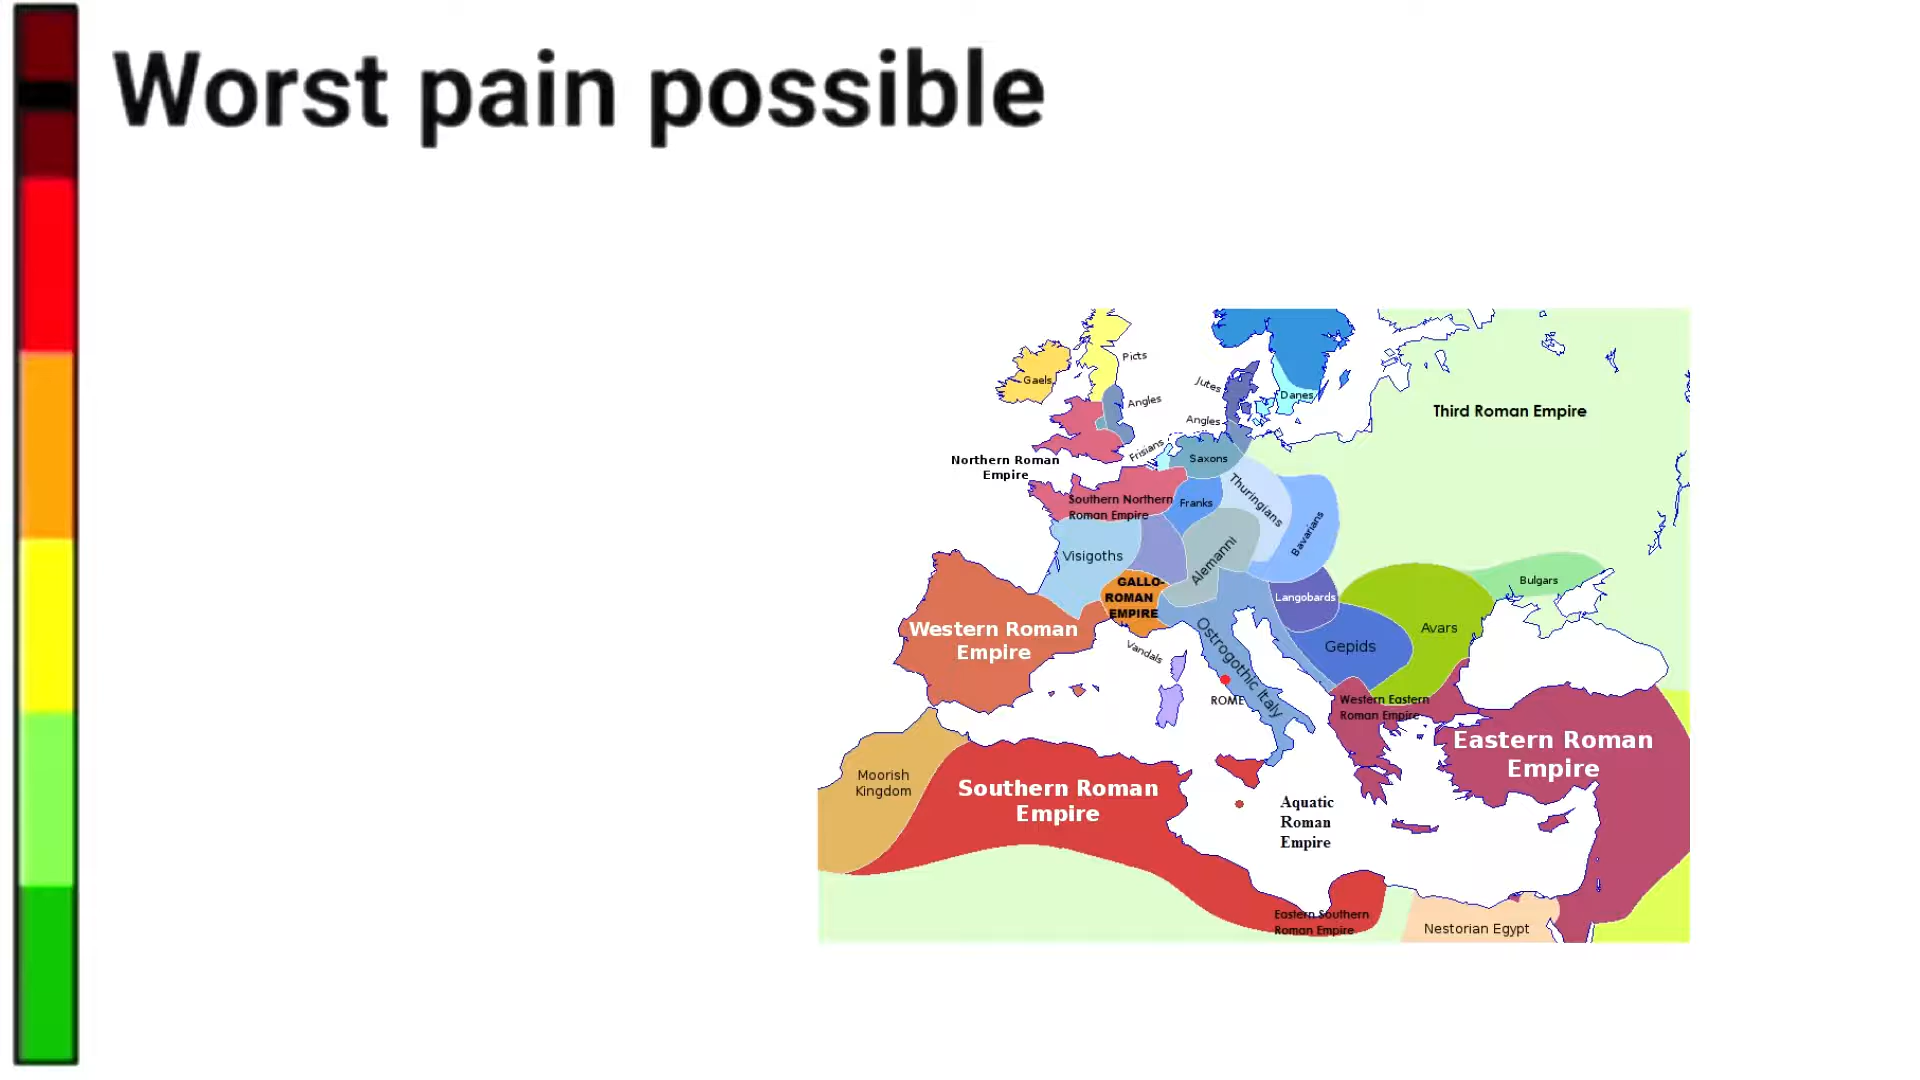 Worst pain possible
Picts
Gaels
Angles
Jutes
Danes
Angles
Third Roman Empire
Frisians
Saxons
Northern Roman
Empire
Southern Northern
Roman Empire
Franks
Thuringians
Bavarians
Visigoths
Alemanni
GALLO-
ROMAN
EMPIRE
Langobards
Bulgars
Western Roman
Empire
Avars
Gepids
Vandals
Ostrogothic Italy
ROME
Western Eastern
Roman Empire
Eastern Roman
Empire
Moorish
Kingdom
Southern Roman
Empire
Aquatic
Roman
Empire
Eastern Southern
Roman Empire
Nestorian Egypt